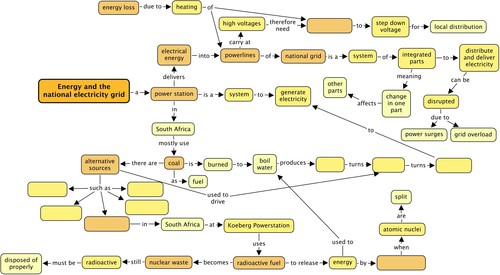 energy loss due to heating of
high voltages therefore need to step down voltage for local distribution
carry at
electrical energy into powerlines of national grid is a system of integrated parts to distribute and deliver electricity
delivers
meaning
can be
Energy and the national electricity grid a power station is a system to generate electricity
other parts affects change in one part
disrupted
due to
power surges grid overload
in
South Africa
mostly use
to
alternative sources there are coal is burned to boil water produces turns turns
as fuel
such as
used to drive
split
are
atomic nuclei
when
in South Africa at Koeberg Powerstation
uses
used to
disposed of properly must be radioactive still nuclear waste becomes radioactive fuel to release energy by